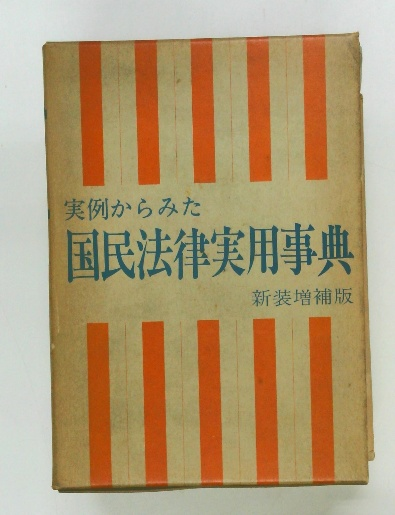 実例からみた
国民法律実用事典
新装増補版